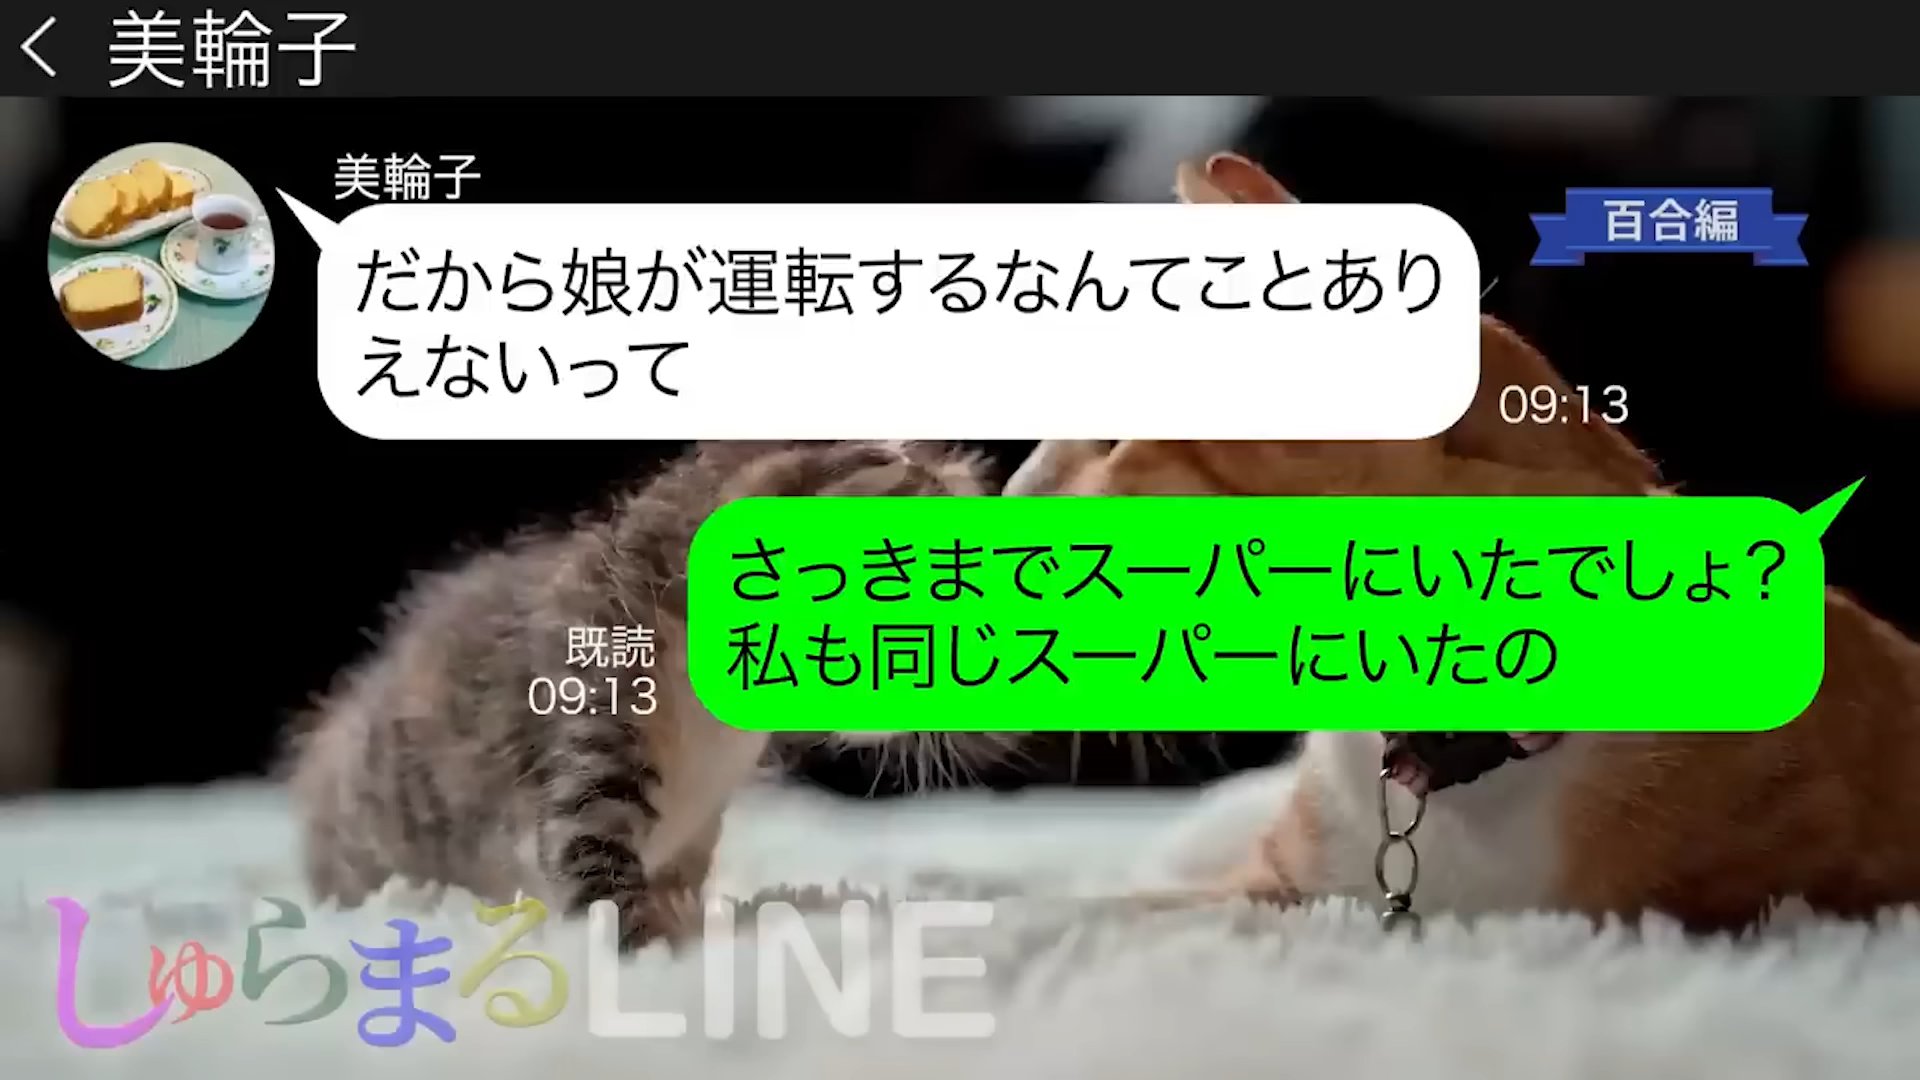 美輪子
美輪子
百合編
だから娘が運転するなんてことあり
えないって
09:13
さっきまでスーパーにいたでしょ？
私も同じスーパーにいたの
既読
09:13
しゅらまるLINE